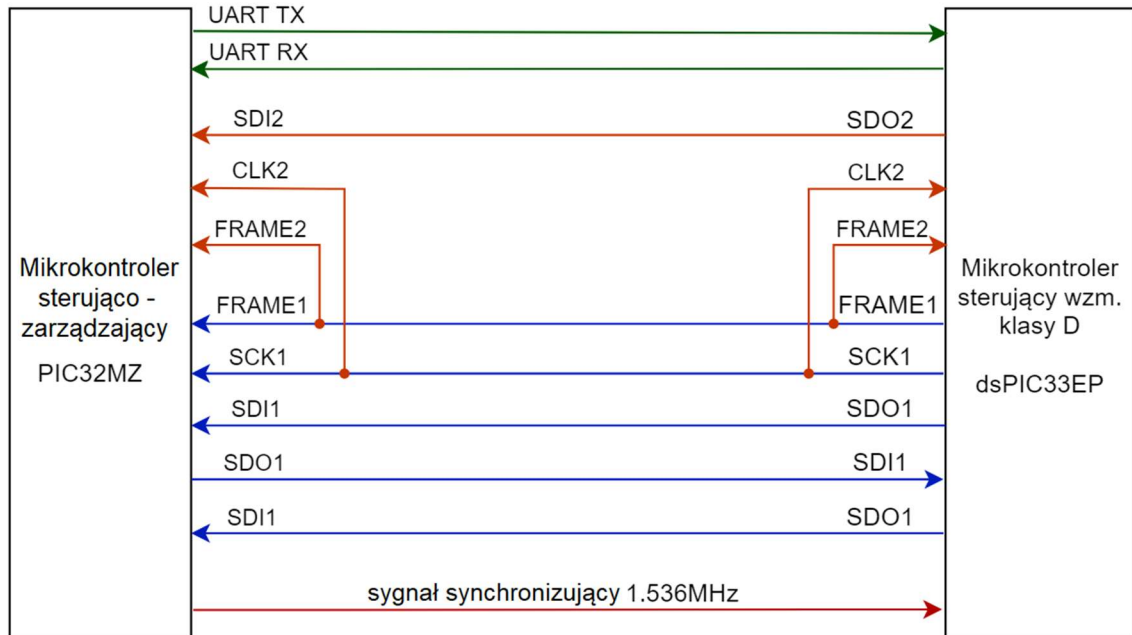 UART TX
UART RX
SDI2
SDO2
CLK2
CLK2
FRAME2
FRAME2
Mikrokontroler
sterująco -
zarządzający
PIC32MZ
Mikrokontroler
sterujący wzm.
klasy D
dsPIC33EP
FRAME1
FRAME1
SCK1
SCK1
SDI1
SDO1
SDO1
SDI1
SDI1
SDO1
sygnał synchronizujący 1.536MHz